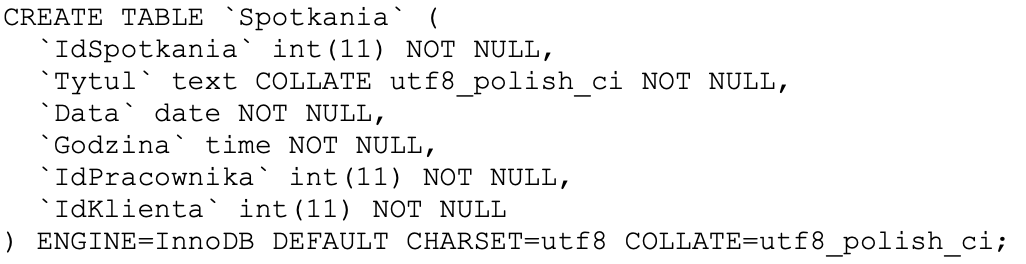 CREATE TABLE `Spotkania` (
  `IdSpotkania` int(11) NOT NULL,
  `Tytul` text COLLATE utf8_polish_ci NOT NULL,
  `Data` date NOT NULL,
  `Godzina` time NOT NULL,
  `IdPracownika` int(11) NOT NULL,
  `IdKlienta` int(11) NOT NULL
) ENGINE=InnoDB DEFAULT CHARSET=utf8 COLLATE=utf8_polish_ci;